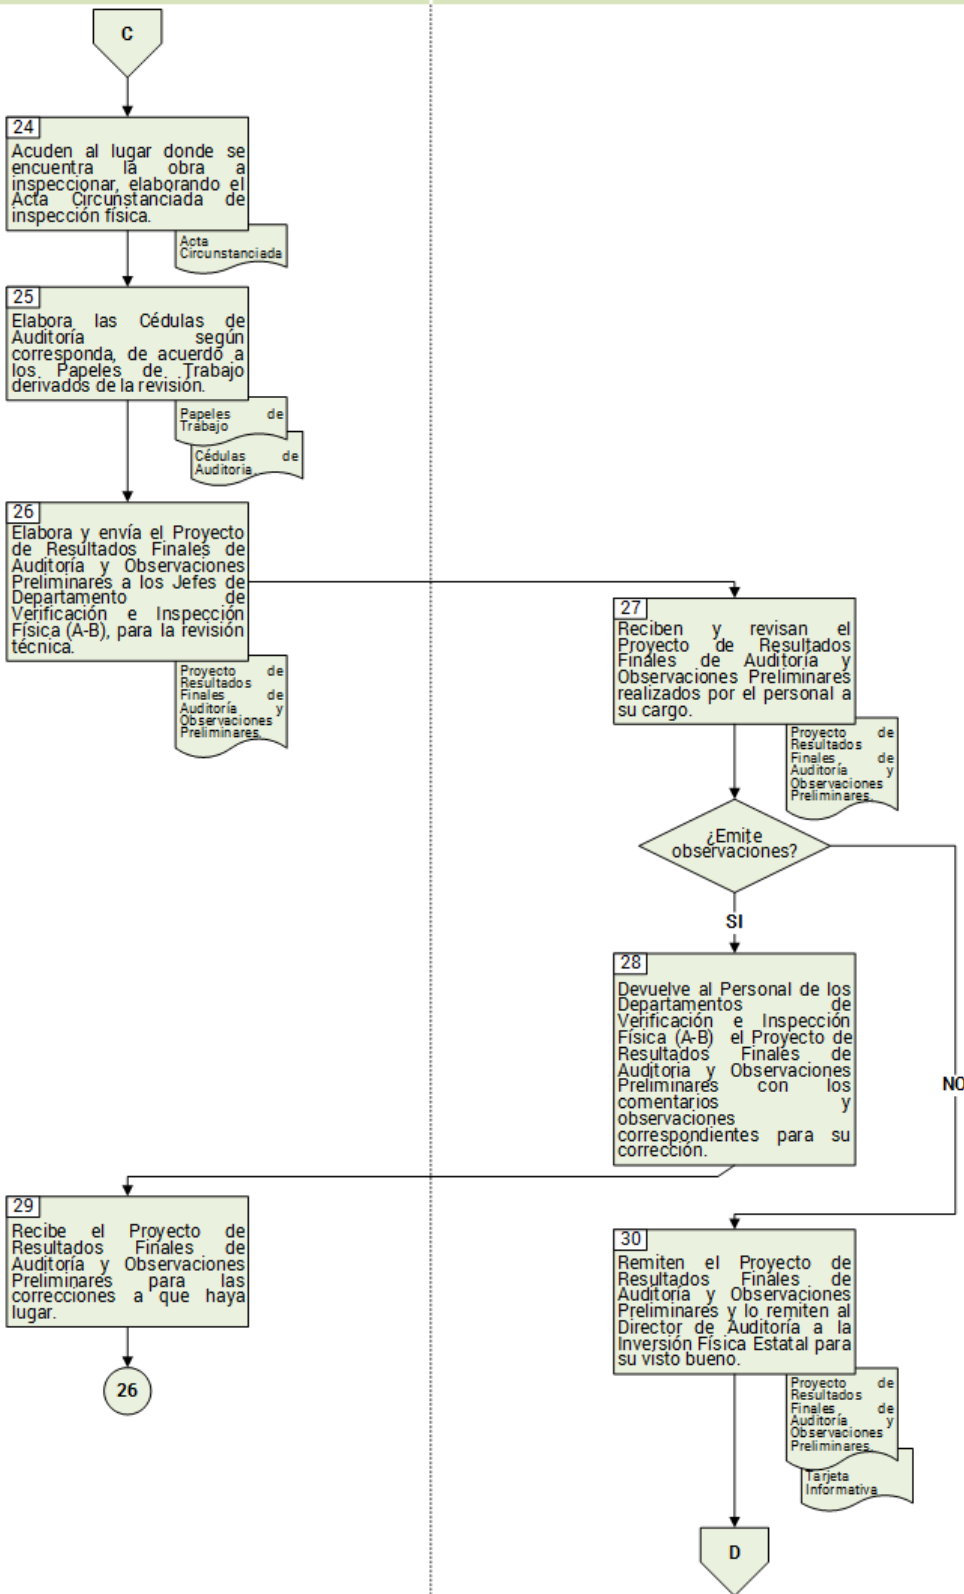 C
24
Acuden al lugar donde se
encuentra la obra a
inspeccionar, elaborando el
Acta Circunstanciada de
inspección física.
Acta
Circunstanciada
25
Elabora las Cédulas de
Auditoría según
corresponda, de acuerdo a
los Papeles de Trabajo
derivados de la revisión.
Papeles de
Trabajo
Cédulas de
Auditoria.
26
Elabora y envía el Proyecto
de Resultados Finales de
Auditoría y Observaciones
Preliminares a los Jefes de
Departamento de
Verificación e Inspección
Física (A-B), para la revisión
técnica.
Proyecto de
Resultados
Finales de
Auditoría y
Observaciones
Preliminares.
27
Reciben y revisan el
Proyecto de Resultados
Finales de Auditoría y
Observaciones Preliminares
realizados por el personal a
su cargo.
Proyecto de
Resultados
Finales de
Auditoría y
Observaciones
Preliminares.
¿Emite
observaciones?
SI
NO
28
Devuelve al Personal de los
Departamentos de
Verificación e Inspección
Física (A-B) el Proyecto de
Resultados Finales de
Auditoria y Observaciones
Preliminares con los
comentarios y
observaciones
correspondientes para su
corrección.
29
Recibe el Proyecto de
Resultados Finales de
Auditoría y Observaciones
Preliminares para las
correcciones a que haya
lugar.
26
30
Remiten el Proyecto de
Resultados Finales de
Auditoría y Observaciones
Preliminares y lo remiten al
Director de Auditoría a la
Inversión Física Estatal para
su visto bueno.
Proyecto de
Resultados
Finales de
Auditoría y
Observaciones
Preliminares.
Tarjeta
Informativa
D